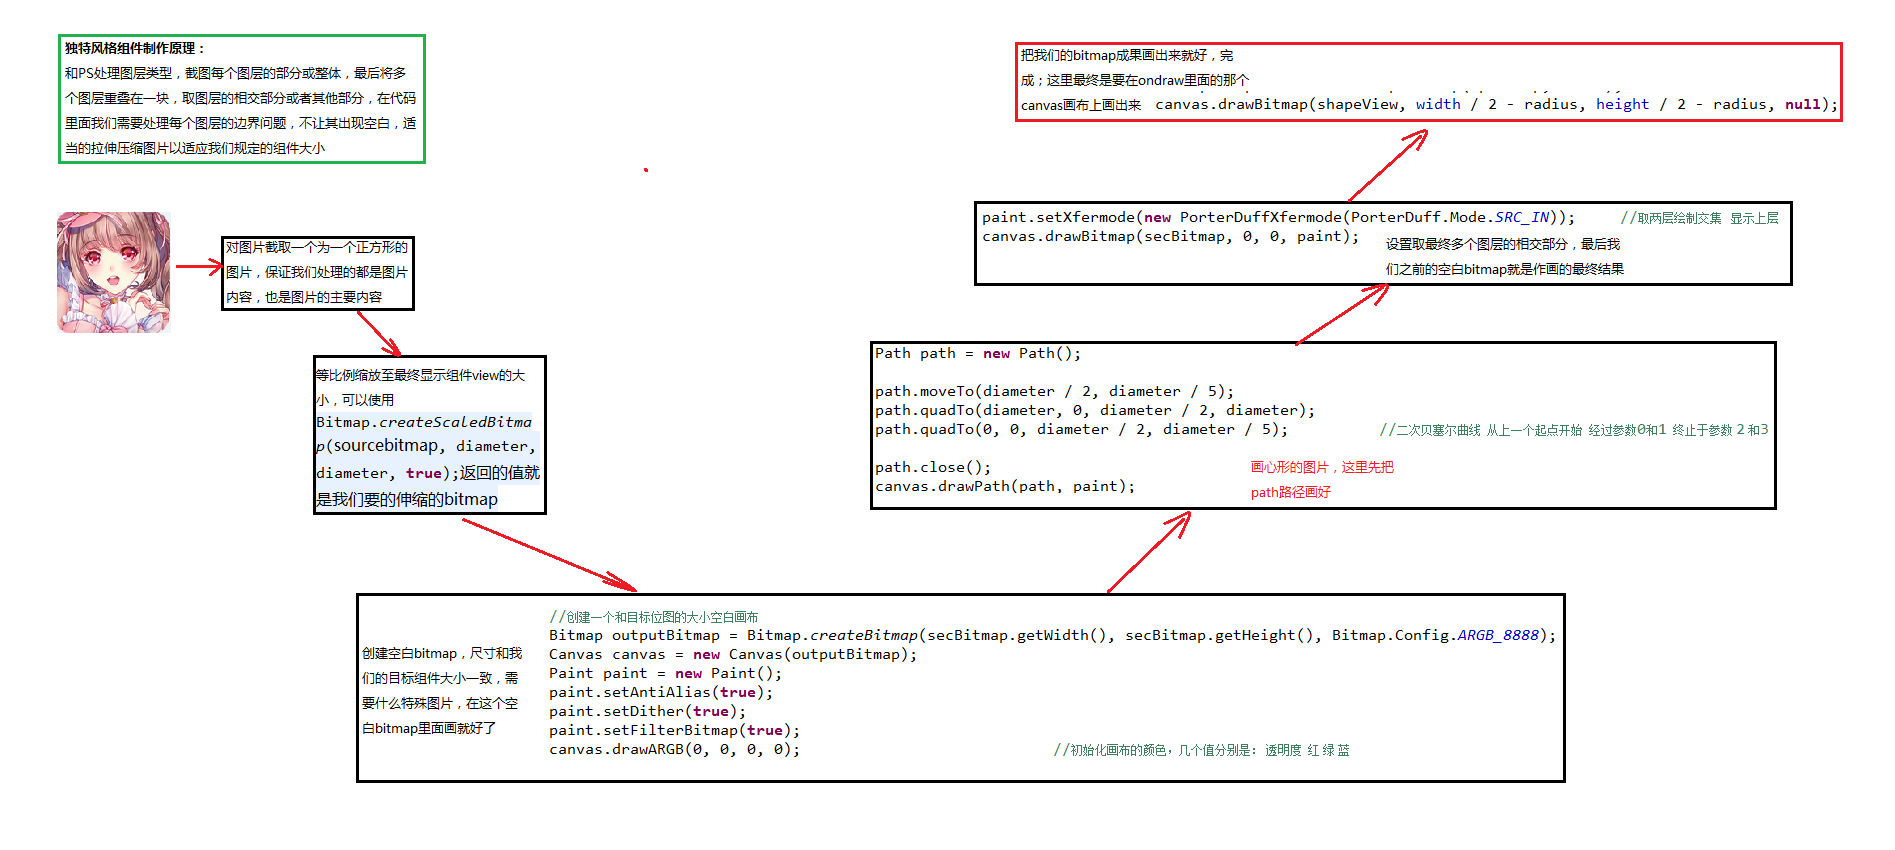 独特风格组件制作原理：
和PS处理图层类型，截图每个图层的部分或整体，最后将多
个图层重叠在一块，取图层的相交部分或者其他部分，在代码
里面我们需要处理每个图层的边界问题，不让其出现空白，适
当的拉伸压缩图片以适应我们规定的组件大小
对图片截取一个为一个正方形的
图片，保证我们处理的都是图片
内容，也是图片的主要内容
等比例缩放至最终显示组件view的大
小，可以使用
Bitmap.createScaledBitma
p(sourcebitmap, diameter,
diameter, true);返回的值就
是我们要的伸缩的bitmap
创建空白bitmap，尺寸和我
们的目标组件大小一致，需
要什么特殊图片，在这个空
白bitmap里面画就好了
//创建一个和目标位图的大小空白画布
Bitmap outputBitmap = Bitmap.createBitmap(secBitmap.getWidth(), secBitmap.getHeight(), Bitmap.Config.ARGB_8888);
Canvas canvas = new Canvas(outputBitmap);
Paint paint = new Paint();
paint.setAntiAlias(true);
paint.setDither(true);
paint.setFilterBitmap(true);
canvas.drawARGB(0, 0, 0, 0); //初始化画布的颜色，几个值分别是: 透明度 红 绿 蓝
Path path = new Path();
path.moveTo(diameter / 2, diameter / 5);
path.quadTo(diameter, 0, diameter / 2, diameter);
path.quadTo(0, 0, diameter / 2, diameter / 5); //二次贝塞尔曲线 从上一个起点开始 经过参数0和1 终止于参数 2 和3
path.close();
canvas.drawPath(path, paint);
画心形的图片，这里先把
path路径画好
paint.setXfermode(new PorterDuffXfermode(PorterDuff.Mode.SRC_IN)); //取两层绘制交集 显示上层
canvas.drawBitmap(secBitmap, 0, 0, paint);
设置取最终多个图层的相交部分，最后我
们之前的空白bitmap就是作画的最终结果
把我们的bitmap成果画出来就好，完
成；这里最终是要在ondraw里面的那个
canvas画布上画出来 canvas.drawBitmap(shapeView, width / 2 - radius, height / 2 - radius, null);